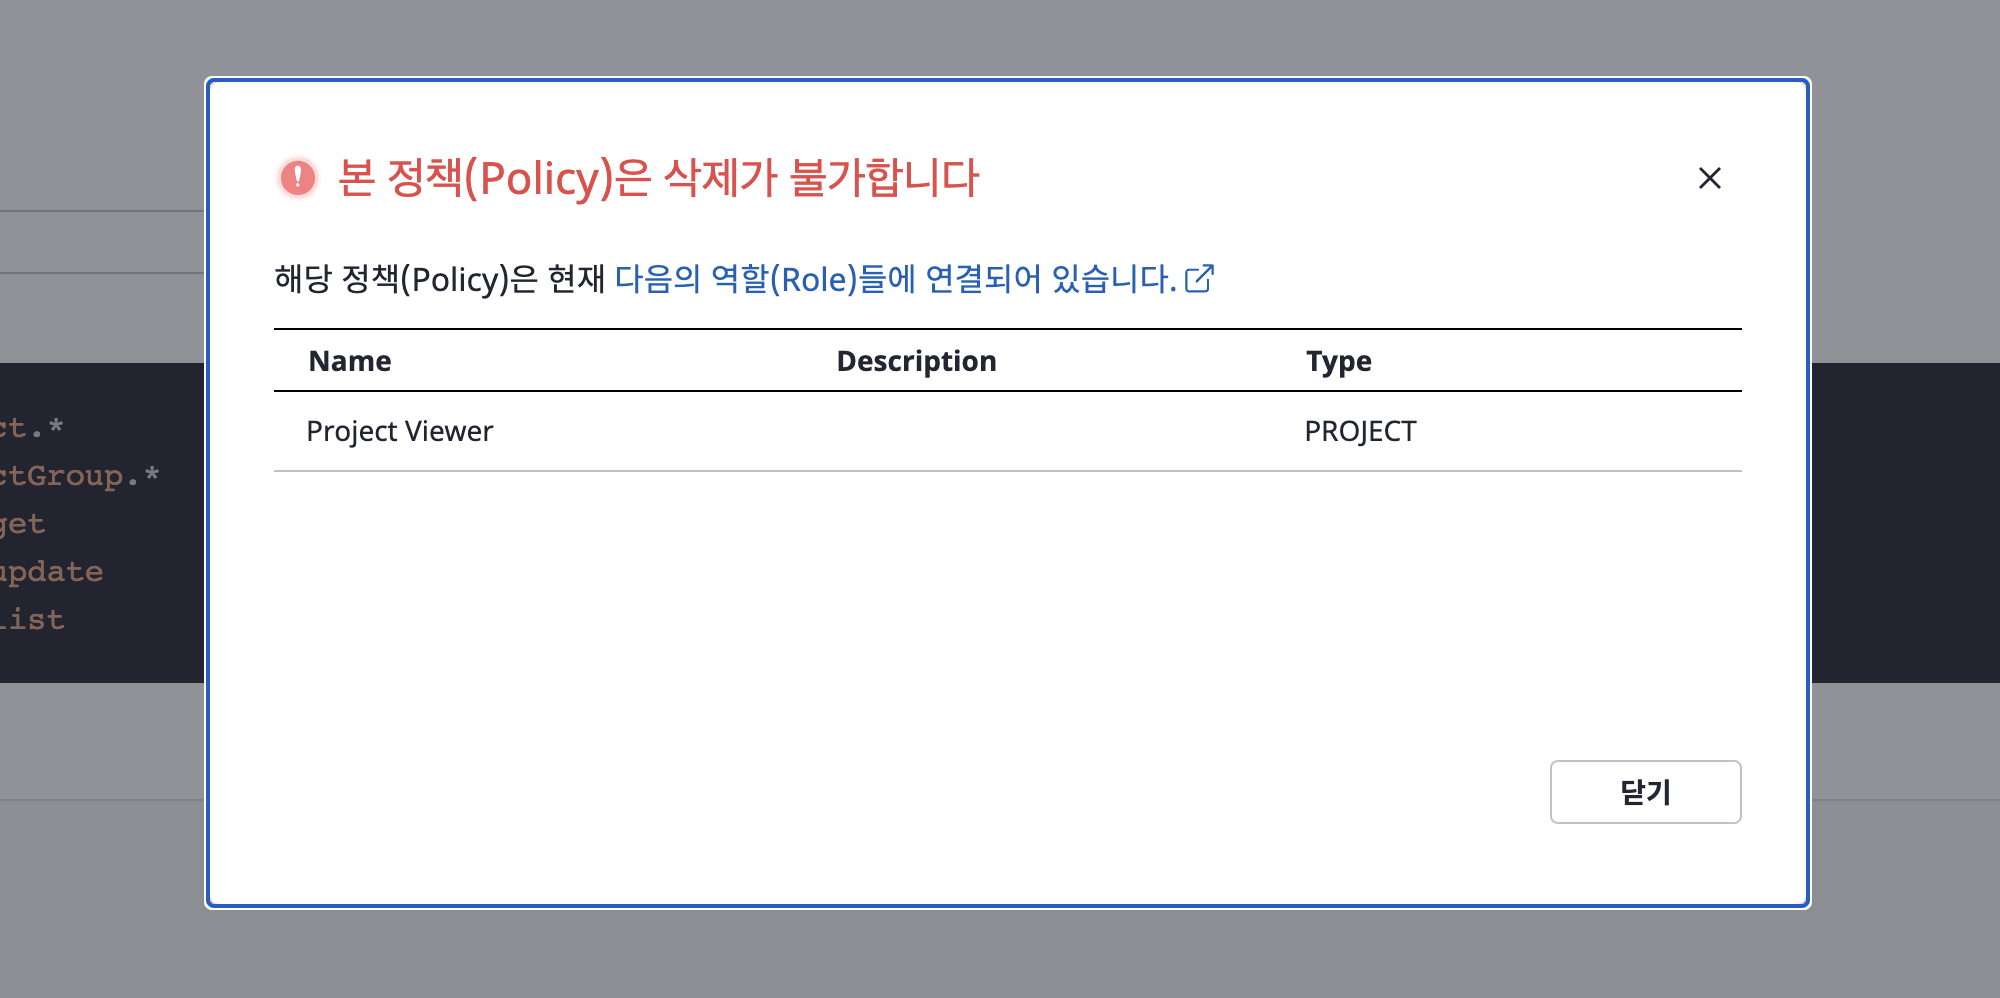 본 정책(Policy)은 삭제가 불가합니다
해당 정책(Policy)은 현재 다음의 역할(Role)들에 연결되어 있습니다.
Name Description Type
Project Viewer PROJECT
ct.*
ctGroup.*
get
update
list
닫기